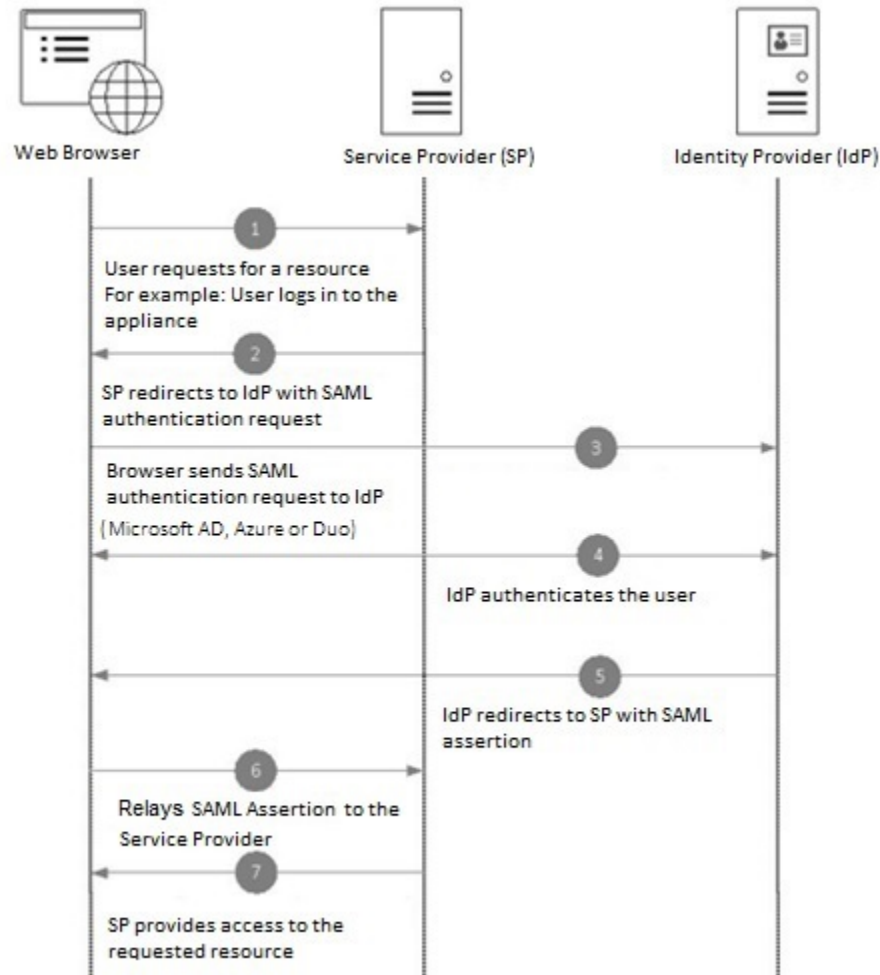 Web Browser
Service Provider (SP)
Identity Provider (IdP)
1
User requests for a resource
For example: User logs in to the
appliance
2
SP redirects to IdP with SAML
authentication request
3
Browser sends SAML
authentication request to IdP
(Microsoft AD, Azure or Duo)
4
IdP authenticates the user
5
IdP redirects to SP with SAML
assertion
6
Relays SAML Assertion to the
Service Provider
7
SP provides access to the
requested resource